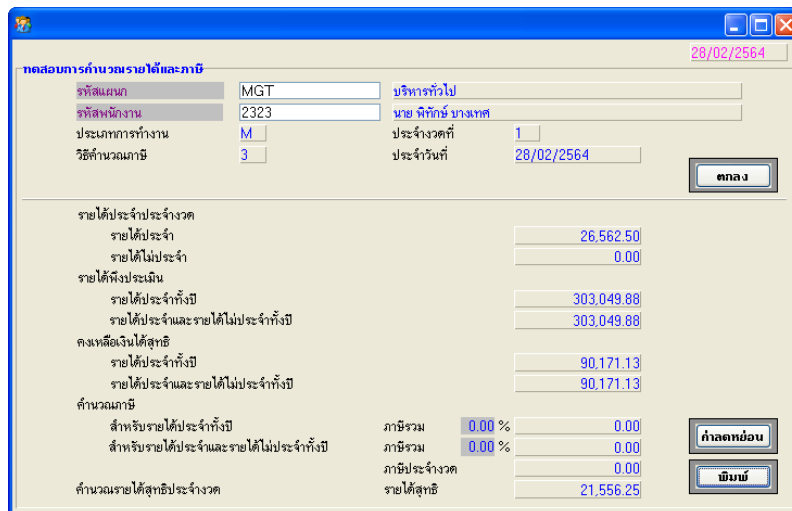 28/02/2564
ทดสอบการคำนวณรายได้และภาษี
รหัสแผนก MGT บริหารทั่วไป
รหัสพนักงาน 2323 นาย พิทักษ์ บางเทศ
ประเภทการทำงาน M ประจำงวดที่ 1
วิธีคำนวณภาษี 3 ประจำวันที่ 28/02/2564
ตกลง
รายได้ประจำประจำงวด
รายได้ประจำ 26,562.50
รายได้ไม่ประจำ 0.00
รายได้พึงประเมิน
รายได้ประจำทั้งปี 303,049.88
รายได้ประจำและรายได้ไม่ประจำทั้งปี 303,049.88
คงเหลือเงินได้สุทธิ
รายได้ประจำทั้งปี 90,171.13
รายได้ประจำและรายได้ไม่ประจำทั้งปี 90,171.13
คำนวณภาษี
สำหรับรายได้ประจำทั้งปี ภาษีรวม 0.00 % 0.00
สำหรับรายได้ประจำและรายได้ไม่ประจำทั้งปี ภาษีรวม 0.00 % 0.00
ค่าลดหย่อน
ภาษีประจำงวด 0.00
คำนวณรายได้สุทธิประจำงวด รายได้สุทธิ 21,556.25
พิมพ์